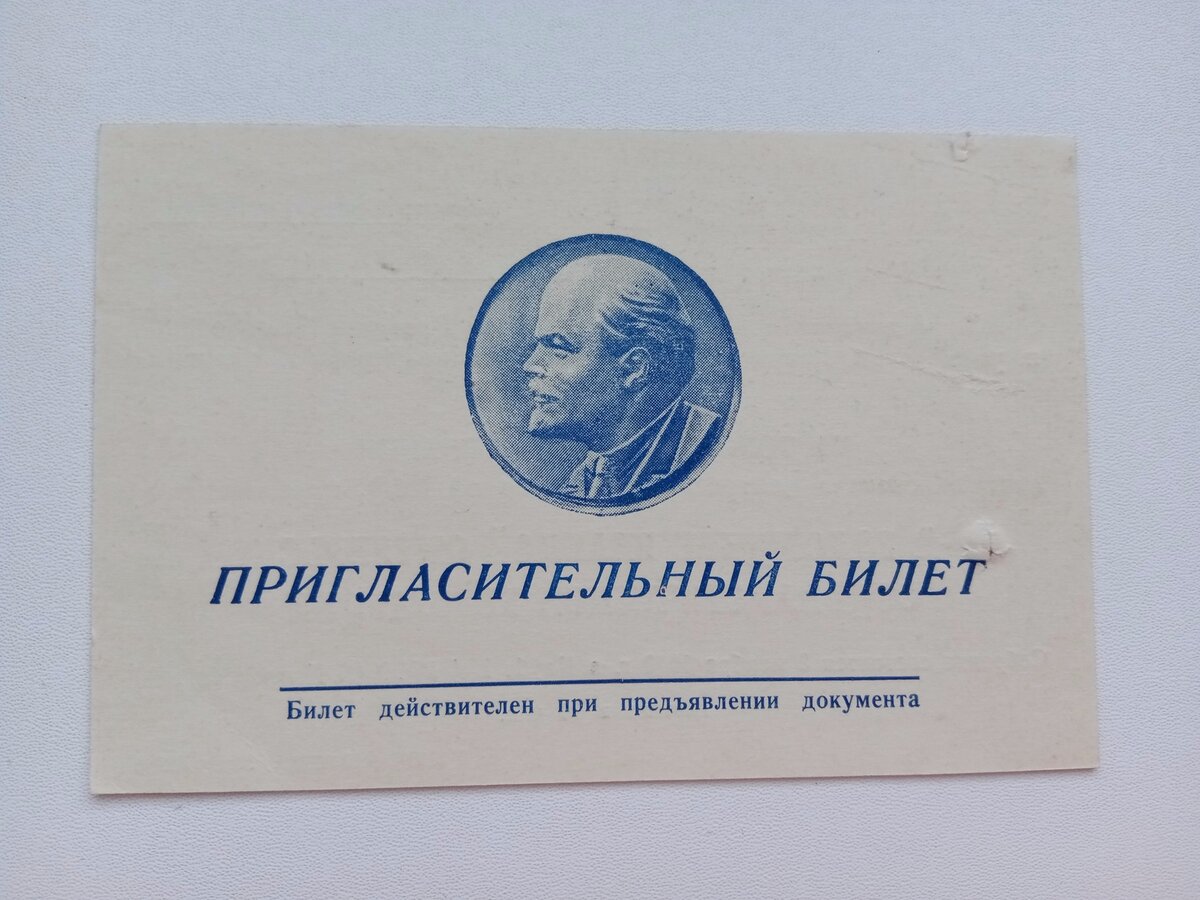 ПРИГЛАСИТЕЛЬНЫЙ БИЛЕТ
Билет действителен при предъявлении документа